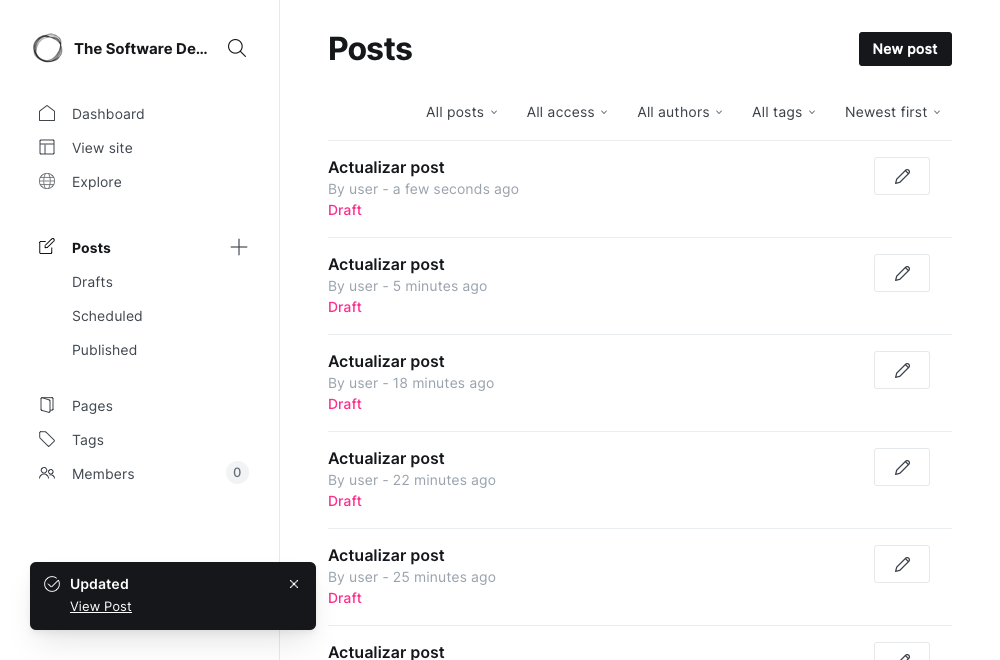 The Software De...
Dashboard
View site
Explore
Posts
Drafts
Scheduled
Published
Pages
Tags
Members
0
Updated
View Post
Posts
New post
All posts
All access
All authors
All tags
Newest first
Actualizar post
By user - a few seconds ago
Draft
Actualizar post
By user - 5 minutes ago
Draft
Actualizar post
By user - 18 minutes ago
Draft
Actualizar post
By user - 22 minutes ago
Draft
Actualizar post
By user - 25 minutes ago
Draft
Actualizar post